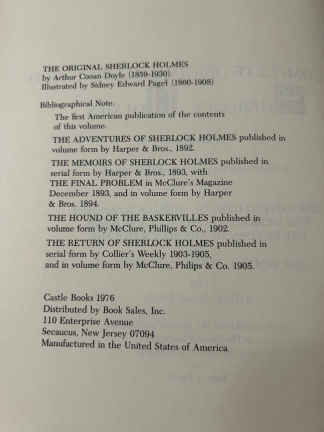 THE ORIGINAL SHERLOCK HOLMES
by Arthur Conan Doyle (1859-1930).
Illustrated by Sidney Edward Paget (1860-1908)
Bibliographical Note.
The first American publication of the contents
of this volume.
THE ADVENTURES OF SHERLOCK HOLMES published in
volume form by Harper & Bros., 1892.
THE MEMOIRS OF SHERLOCK HOLMES published in
serial form by Harper & Bros., 1893, with
THE FINAL PROBLEM in McClure's Magazine
December 1893, and in volume form by Harper
& Bros. 1894.
THE HOUND OF THE BASKERVILLES published in
volume form by McClure, Phillips & Co., 1902.
THE RETURN OF SHERLOCK HOLMES published in
serial form by Collier's Weekly 1903-1905,
and in volume form by McClure, Philips & Co. 1905.
Castle Books 1976
Distributed by Book Sales, Inc.
110 Enterprise Avenue
Secaucus, New Jersey 07094
Manufactured in the United States of America